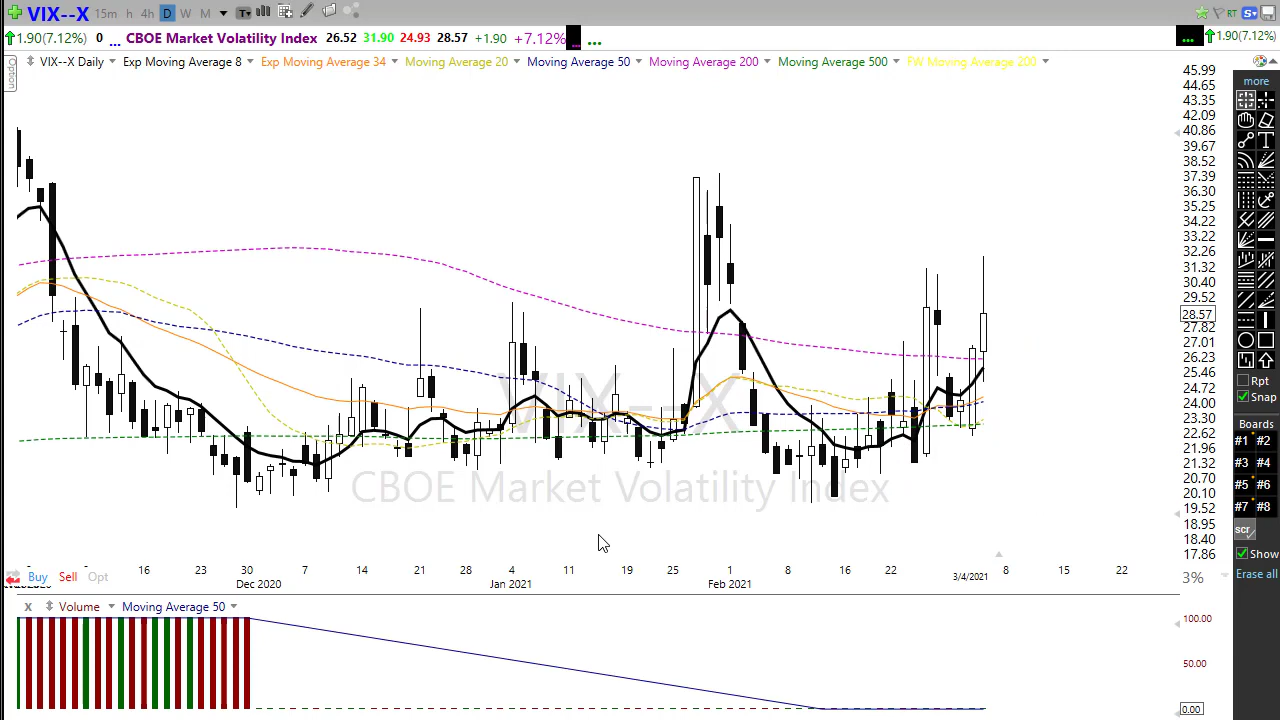 VIX--X 15m h 4h D W M T
RT S
1.90(7.12%) 0 ... CBOE Market Volatility Index 26.52 31.90 24.93 28.57 +1.90 +7.12% ... ...
... 1.90(7.12%)
Option
VIX--X Daily Exp Moving Average 8 Exp Moving Average 34 Moving Average 20 Moving Average 50 Moving Average 200 Moving Average 500 FW Moving Average 200
45.99
44.65
43.35
42.09
40.86
39.67
38.52
37.39
36.30
35.25
34.22
33.22
32.26
31.32
30.40
29.52
28.57
27.82
27.01
26.23
25.46
24.72
24.00
23.30
22.62
21.96
21.32
20.70
20.10
19.52
18.95
18.40
17.86
VIX--X
CBOE Market Volatility Index
more
T
Rpt
Snap
Boards
#1 #2
#3 #4
#5 #6
#7 #8
scr
Show
Erase all
16 23 30 7 14 21 28 4 11 19 25 1 8 16 22 8 15 22
Dec 2020 Jan 2021 Feb 2021 3/4/2021
Buy Sell Opt
3%
X Volume Moving Average 50
100.00
50.00
0.00